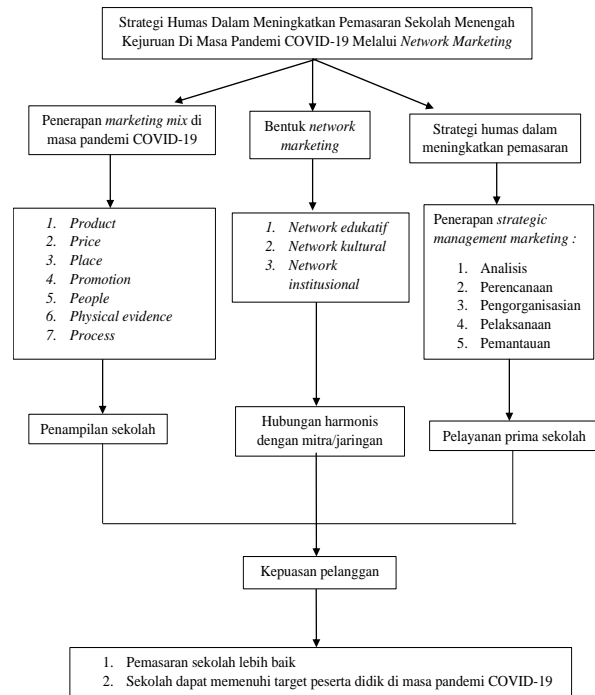 Strategi Humas Dalam Meningkatkan Pemasaran Sekolah Menengah
Kejuruan Di Masa Pandemi COVID-19 Melalui Network Marketing
Penerapan marketing mix di
masa pandemi COVID-19
Bentuk network
marketing
Strategi humas dalam
meningkatkan pemasaran
1. Product
2. Price
3. Place
4. Promotion
5. People
6. Physical evidence
7. Process
1. Network edukatif
2. Network kultural
3. Network
institusional
Penerapan strategic
management marketing :
1. Analisis
2. Perencanaan
3. Pengorganisasian
4. Pelaksanaan
5. Pemantauan
Penampilan sekolah
Hubungan harmonis
dengan mitra/jaringan
Pelayanan prima sekolah
Kepuasan pelanggan
1. Pemasaran sekolah lebih baik
2. Sekolah dapat memenuhi target peserta didik di masa pandemi COVID-19